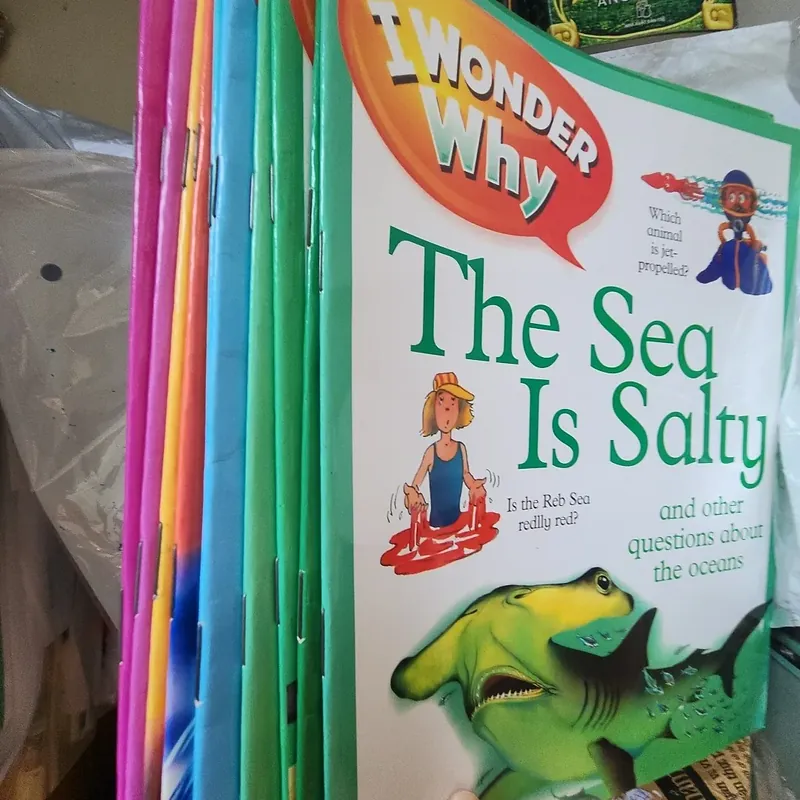 I WONDER
Why
Which
animal
is jet-
propelled?
The Sea
Is Salty
Is the Reb Sea
redlly red?
and other
questions about
the oceans